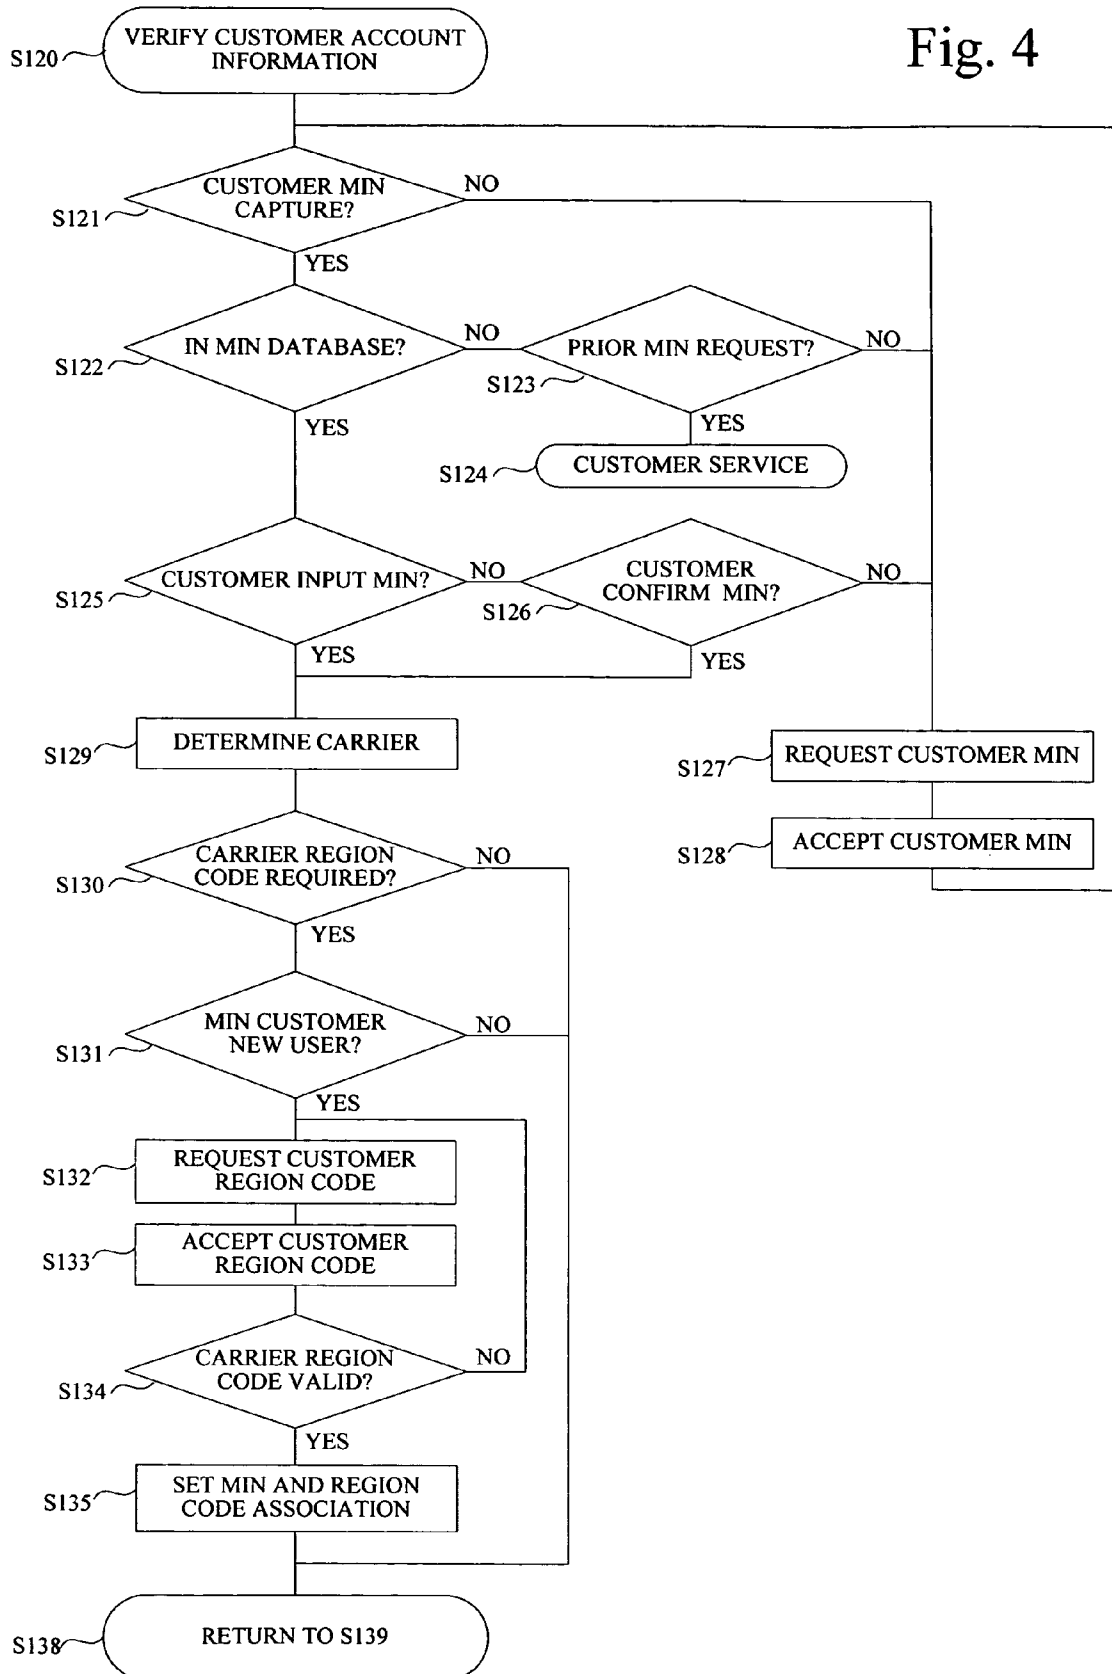 Fig. 4
S120
VERIFY CUSTOMER ACCOUNT
INFORMATION
S121
CUSTOMER MIN
CAPTURE?
NO
YES
S122
IN MIN DATABASE?
NO
YES
S123
PRIOR MIN REQUEST?
NO
YES
S124
CUSTOMER SERVICE
S125
CUSTOMER INPUT MIN?
NO
YES
S126
CUSTOMER
CONFIRM MIN?
NO
YES
S127
REQUEST CUSTOMER MIN
S128
ACCEPT CUSTOMER MIN
S129
DETERMINE CARRIER
S130
CARRIER REGION
CODE REQUIRED?
NO
YES
S131
MIN CUSTOMER
NEW USER?
NO
YES
S132
REQUEST CUSTOMER
REGION CODE
S133
ACCEPT CUSTOMER
REGION CODE
S134
CARRIER REGION
CODE VALID?
NO
YES
S135
SET MIN AND REGION
CODE ASSOCIATION
S138
RETURN TO S139